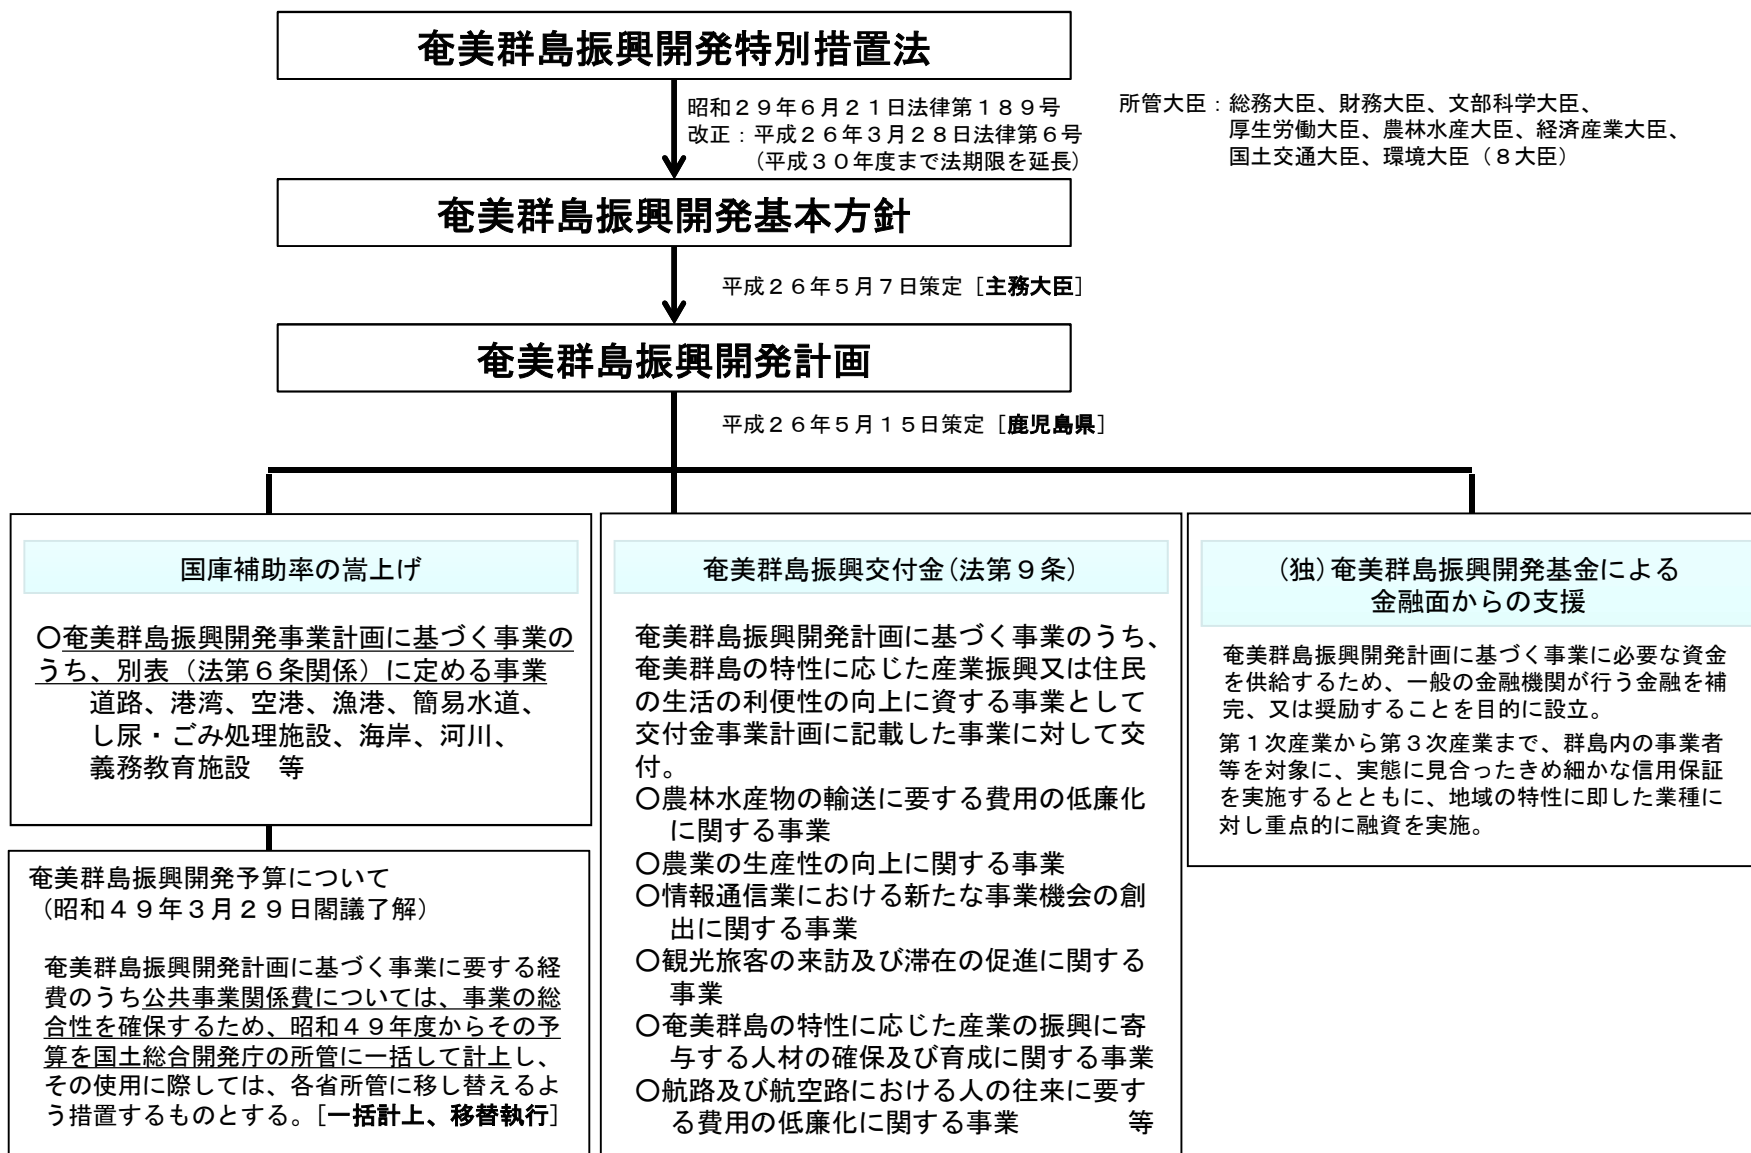 奄美群島振興開発特別措置法
昭和２９年６月２１日法律第１８９号
改正：平成２６年３月２８日法律第６号
（平成３０年度まで法期限を延長）
所管大臣：総務大臣、財務大臣、文部科学大臣、
厚生労働大臣、農林水産大臣、経済産業大臣、
国土交通大臣、環境大臣（８大臣）
奄美群島振興開発基本方針
平成２６年５月７日策定［主務大臣］
奄美群島振興開発計画
平成２６年５月１５日策定［鹿児島県］
国庫補助率の嵩上げ
〇奄美群島振興開発事業計画に基づく事業の
うち、別表（法第６条関係）に定める事業
道路、港湾、空港、漁港、簡易水道、
し尿・ごみ処理施設、海岸、河川、
義務教育施設　等
奄美群島振興開発予算について
（昭和４９年３月２９日閣議了解）
奄美群島振興開発計画に基づく事業に要する経
費のうち公共事業関係費については、事業の総
合性を確保するため、昭和４９年度からその予
算を国土総合開発庁の所管に一括して計上し、
その使用に際しては、各省所管に移し替えるよ
う措置するものとする。［一括計上、移替執行］
奄美群島振興交付金（法第９条）
奄美群島振興開発計画に基づく事業のうち、
奄美群島の特性に応じた産業振興又は住民
の生活の利便性の向上に資する事業として
交付金事業計画に記載した事業に対して交
付。
〇農林水産物の輸送に要する費用の低廉化
に関する事業
〇農業の生産性の向上に関する事業
〇情報通信業における新たな事業機会の創
出に関する事業
〇観光旅客の来訪及び滞在の促進に関する
事業
〇奄美群島の特性に応じた産業の振興に寄
与する人材の確保及び育成に関する事業
〇航路及び航空路における人の往来に要す
る費用の低廉化に関する事業　　　　等
（独）奄美群島振興開発基金による
金融面からの支援
奄美群島振興開発計画に基づく事業に必要な資金
を供給するため、一般の金融機関が行う金融を補
完、又は奨励することを目的に設立。
第１次産業から第３次産業まで、群島内の事業者
等を対象に、実態に見合ったきめ細かな信用保証
を実施するとともに、地域の特性に即した業種に
対し重点的に融資を実施。